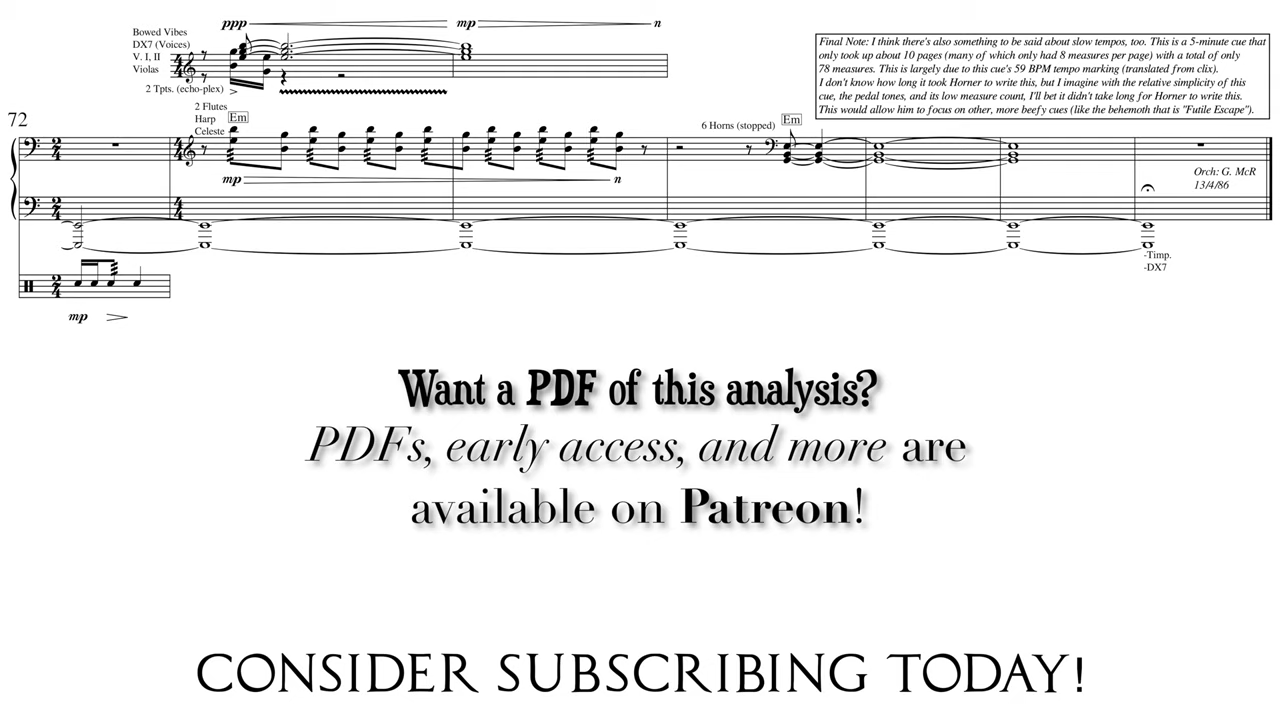 ppp mp n
Bowed Vibes
DX7 (Voices)
V. I, II
Violas
2 Tpts. (echo-plex)
Final Note: I think there's also something to be said about slow tempos, too. This is a 5-minute cue that
only took up about 10 pages (many of which only had 8 measures per page) with a total of only
78 measures. This is largely due to this cue's 59 BPM tempo marking (translated from clix).
I don't know how long it took Horner to write this, but I imagine with the relative simplicity of this
cue, the pedal tones, and its low measure count, I'll bet it didn't take long for Horner to write this.
This would allow him to focus on other, more beefy cues (like the behemoth that is "Futile Escape").
72
2 Flutes
Harp
Celeste
Em
6 Horns (stopped)
Em
mp n
Orch: G. McR
13/4/86
-Timp.
-DX7
mp
Want a PDF of this analysis?
PDFs, early access, and more are
available on Patreon!
CONSIDER SUBSCRIBING TODAY!